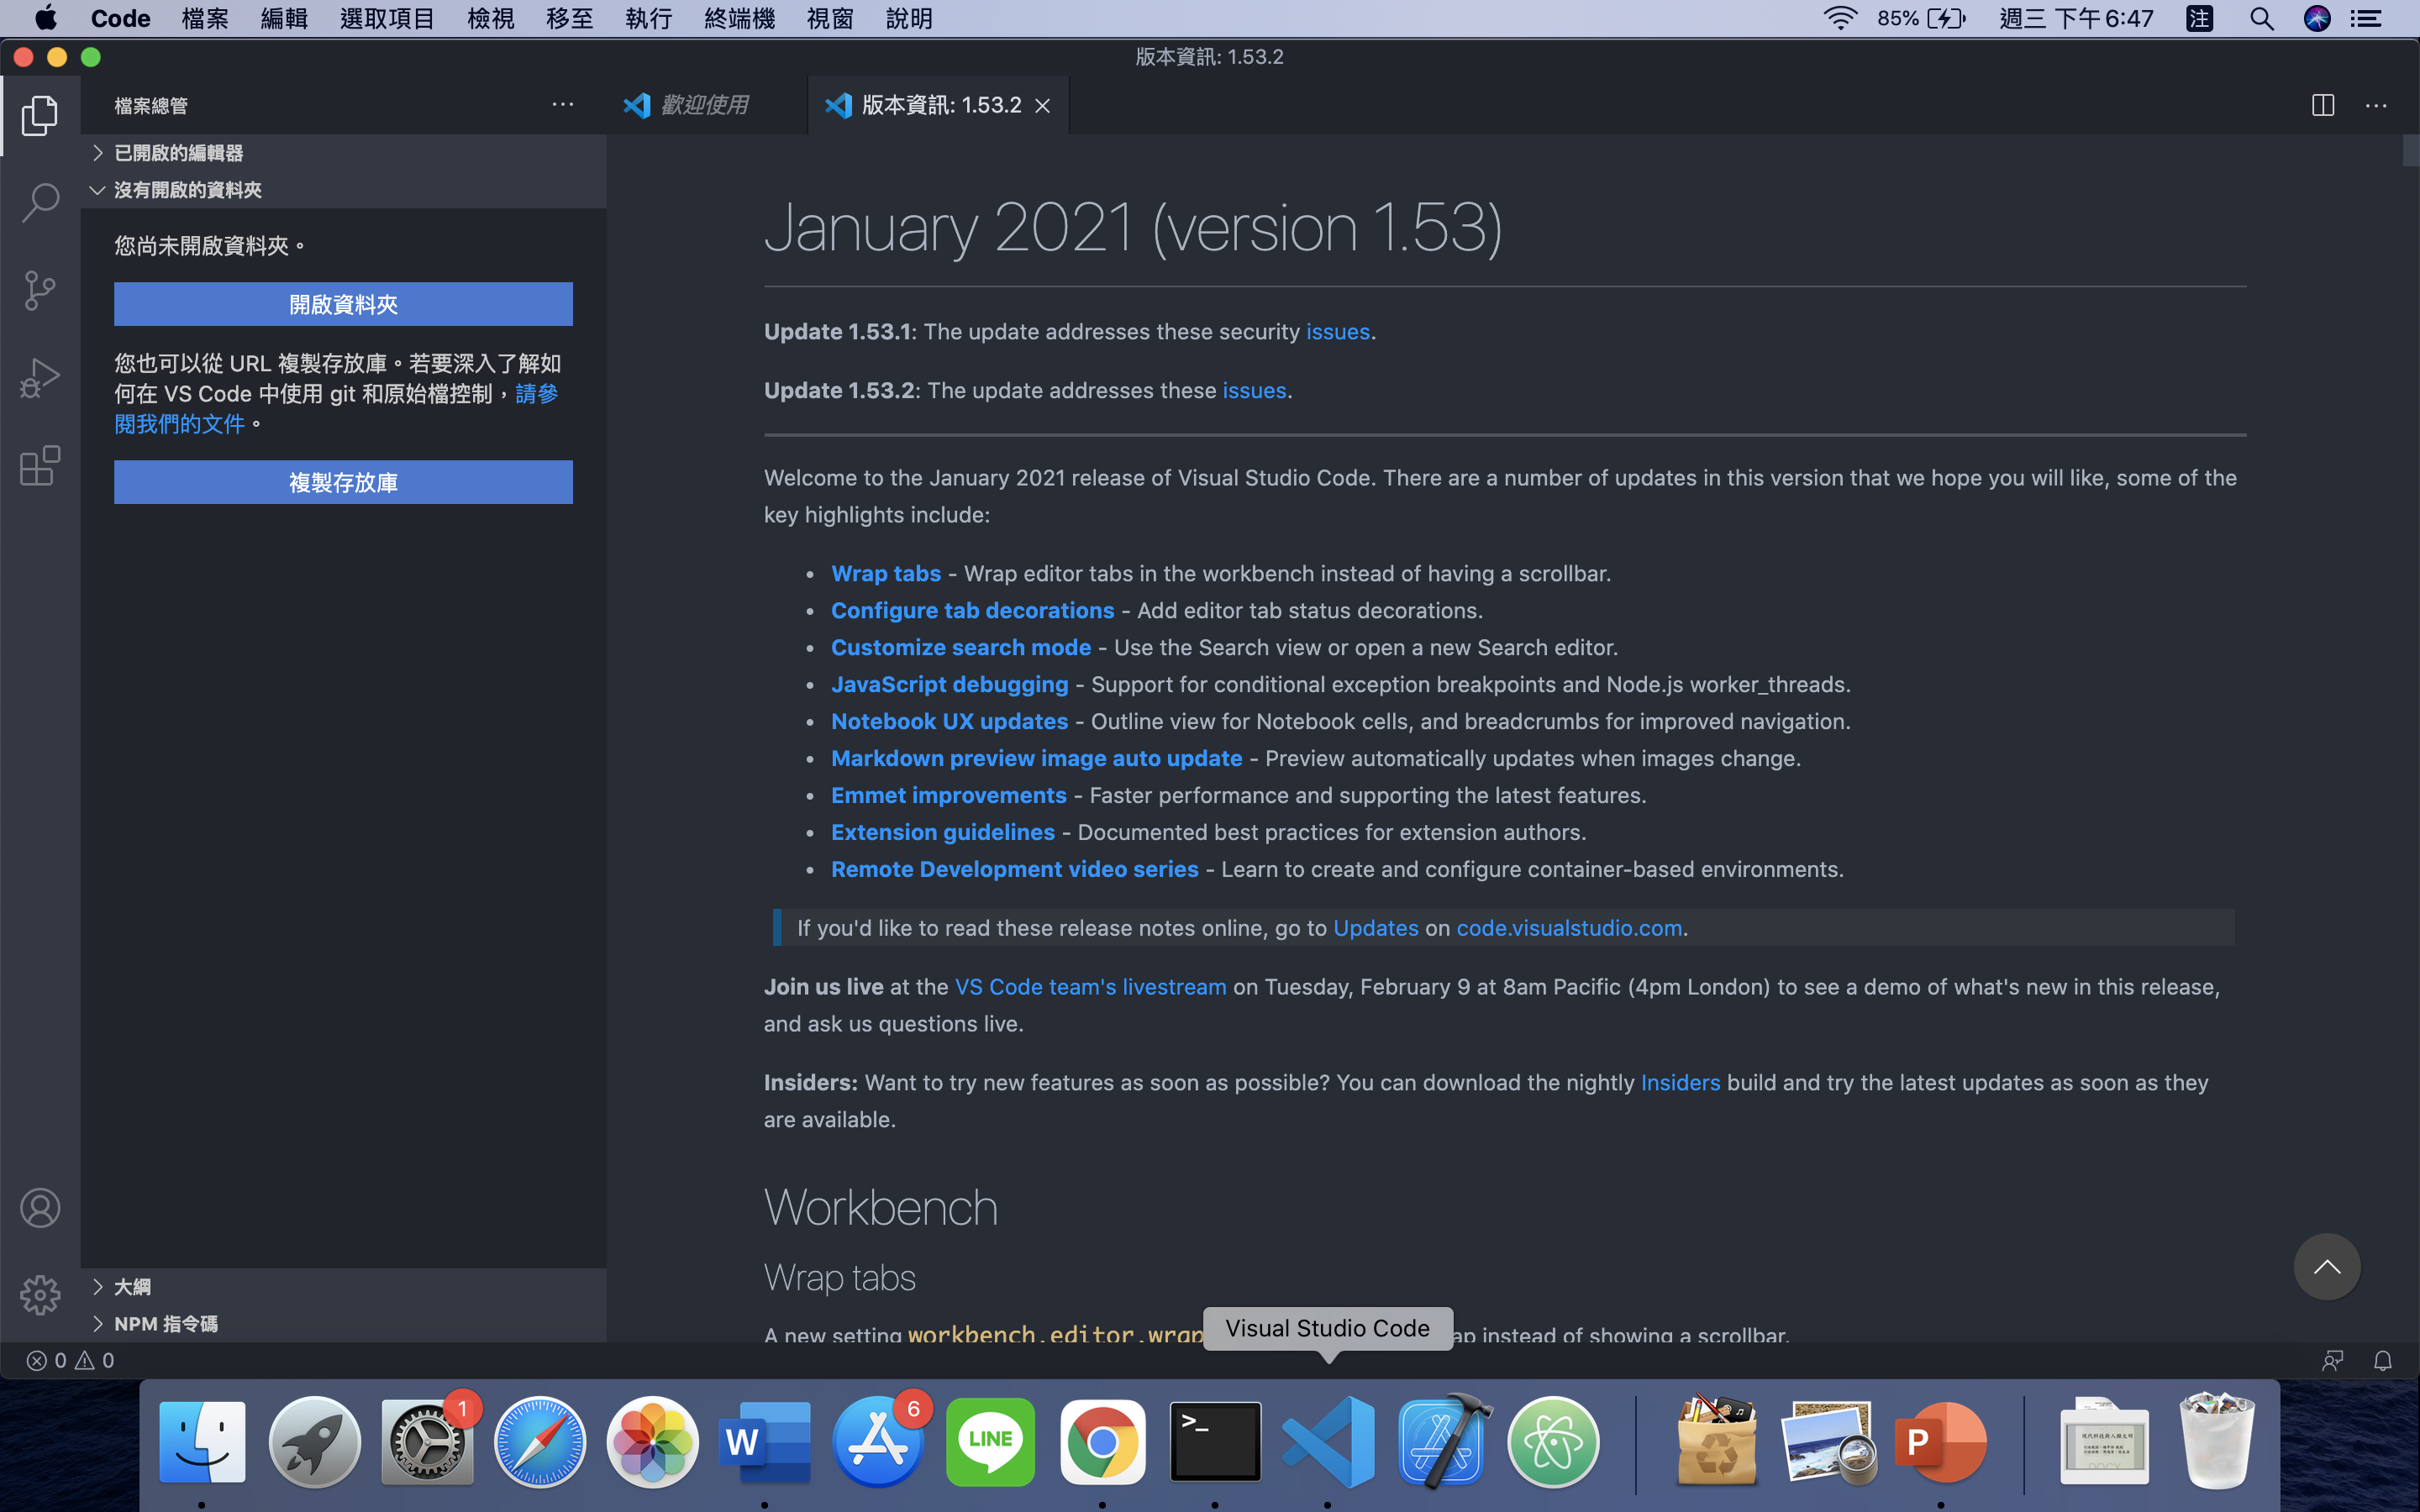 Code 檔案 編輯 選取項目 檢視 移至 執行 終端機 視窗 說明 85% 週三 下午6:47 注
版本資訊: 1.53.2
檔案總管 歡迎使用 版本資訊: 1.53.2
已開啟的編輯器
沒有開啟的資料夾
您尚未開啟資料夾。
開啟資料夾
您也可以從 URL 複製存放庫。若要深入了解如
何在 VS Code 中使用 git 和原始檔控制，請參
閱我們的文件。
複製存放庫
大綱
NPM 指令碼
January 2021 (version 1.53)
Update 1.53.1: The update addresses these security issues.
Update 1.53.2: The update addresses these issues.
Welcome to the January 2021 release of Visual Studio Code. There are a number of updates in this version that we hope you will like, some of the
key highlights include:
• Wrap tabs - Wrap editor tabs in the workbench instead of having a scrollbar.
• Configure tab decorations - Add editor tab status decorations.
• Customize search mode - Use the Search view or open a new Search editor.
• JavaScript debugging - Support for conditional exception breakpoints and Node.js worker_threads.
• Notebook UX updates - Outline view for Notebook cells, and breadcrumbs for improved navigation.
• Markdown preview image auto update - Preview automatically updates when images change.
• Emmet improvements - Faster performance and supporting the latest features.
• Extension guidelines - Documented best practices for extension authors.
• Remote Development video series - Learn to create and configure container-based environments.
If you'd like to read these release notes online, go to Updates on code.visualstudio.com.
Join us live at the VS Code team's livestream on Tuesday, February 9 at 8am Pacific (4pm London) to see a demo of what's new in this release,
and ask us questions live.
Insiders: Want to try new features as soon as possible? You can download the nightly Insiders build and try the latest updates as soon as they
are available.
Workbench
Wrap tabs
A new setting workbench.editor.wrap ap instead of showing a scrollbar.
Visual Studio Code
0 0
1 W 6 LINE >_ P DOCX